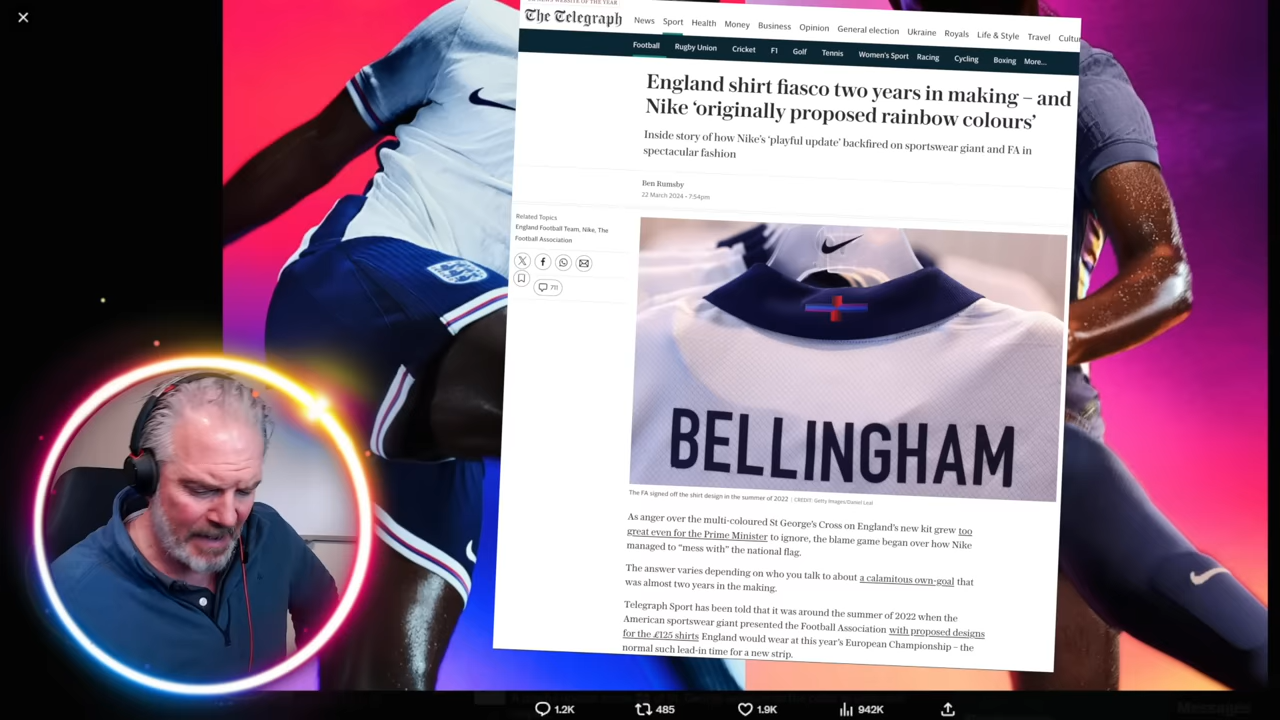 The Telegraph
News Sport Health Money Business Opinion General election Ukraine Royals Life & Style Travel
Football Rugby Union Cricket F1 Golf Tennis Women's Sport Racing Cycling Boxing More...
England shirt fiasco two years in making – and
Nike ‘originally proposed rainbow colours’
Inside story of how Nike's ‘playful update’ backfired on sportswear giant and FA in
spectacular fashion
Ben Rumsby
22 March 2024 • 7:54pm
Related Topics
England Football Team, Nike, The
Football Association
711
BELLINGHAM
The FA signed off the shirt design in the summer of 2022 | CREDIT: Getty Images/Daniel Leal
As anger over the multi-coloured St George's Cross on England's new kit grew too
great even for the Prime Minister to ignore, the blame game began over how Nike
managed to “mess with” the national flag.
The answer varies depending on who you talk to about a calamitous own-goal that
was almost two years in the making.
Telegraph Sport has been told that it was around the summer of 2022 when the
American sportswear giant presented the Football Association with proposed designs
for the £125 shirts England would wear at this year's European Championship – the
normal such lead-in time for a new strip.
1.2K 485 1.9K 942K
Messages